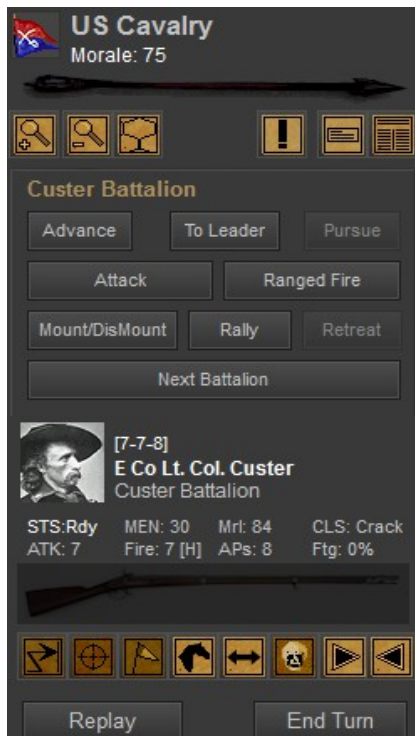 US Cavalry
Morale: 75
!
Custer Battalion
Advance To Leader Pursue
Attack Ranged Fire
Mount/DisMount Rally Retreat
Next Battalion
[7-7-8]
E Co Lt. Col. Custer
Custer Battalion
STS:Rdy MEN: 30 Mrl: 84 CLS: Crack
ATK: 7 Fire: 7 [H] APs: 8 Ftg: 0%
Replay End Turn